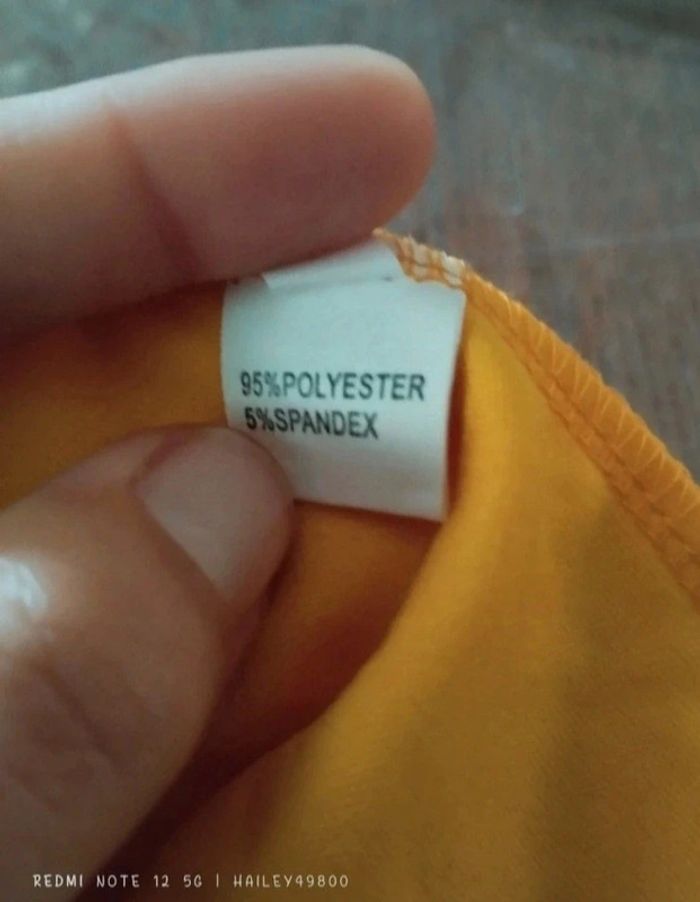 95%POLYESTER
5%SPANDEX
REDMI NOTE 12 5G | HAILEY49800